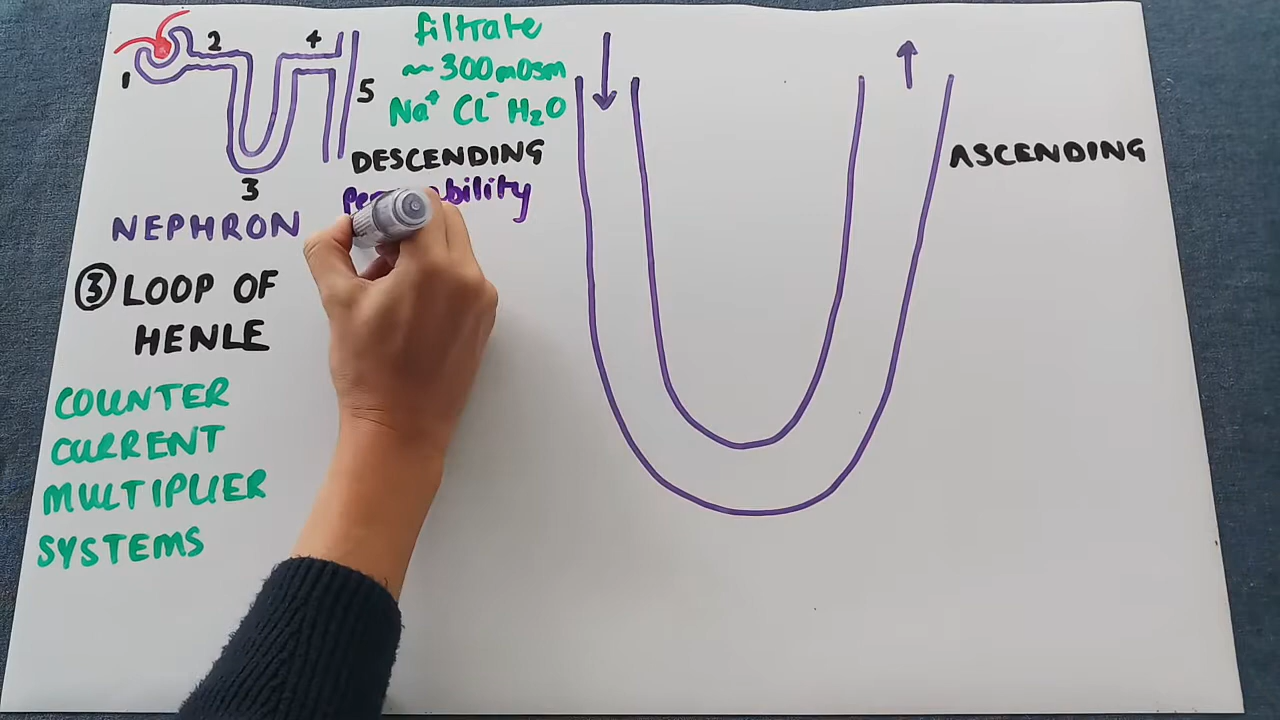 1
2
3
4
5
NEPHRON
③ LOOP OF
HENLE
COUNTER
CURRENT
MULTIPLIER
SYSTEMS
filtrate
~ 300mOsm
Na⁺ Cl⁻ H₂O
DESCENDING
ASCENDING